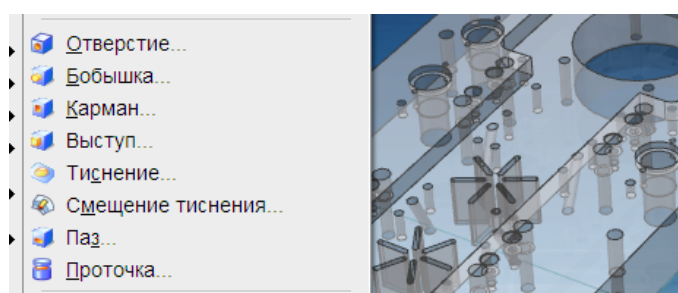 Отверстие...
Бобышка...
Карман...
Выступ...
Тиснение...
Смещение тиснения...
Паз...
Проточка...